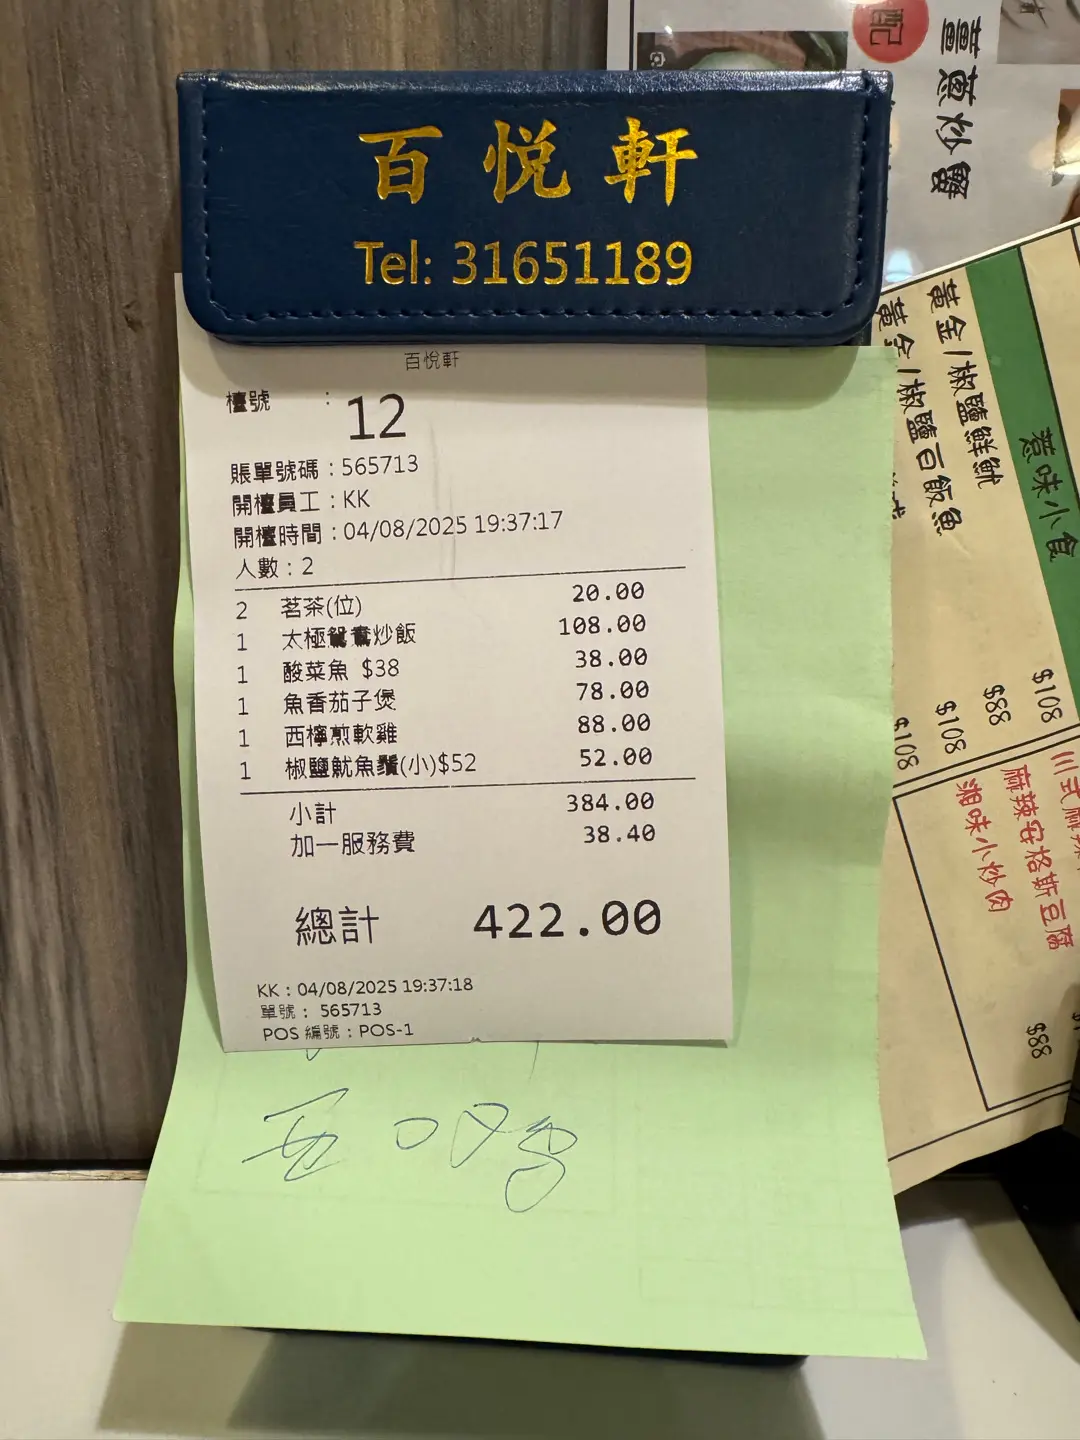 百悅軒
Tel: 31651189
百悅軒
檯號 : 12
賬單號碼 : 565713
開檯員工 : KK
開檯時間 : 04/08/2025 19:37:17
人數 : 2
2 茗茶(位) 20.00
1 太極鴛鴦炒飯 108.00
1 酸菜魚 $38 38.00
1 魚香茄子煲 78.00
1 西檸煎軟雞 88.00
1 椒鹽魷魚鬚(小)$52 52.00
小計 384.00
加一服務費 38.40
總計 422.00
KK : 04/08/2025 19:37:18
單號 : 565713
POS 編號 : POS-1
配
薑蔥炒蟹
惹味小食
黃金/椒鹽鮮魷
黃金/椒鹽白飯魚
$108
$88
$108
$108
麻辣安格斯豆腐
湘味小炒肉
$88